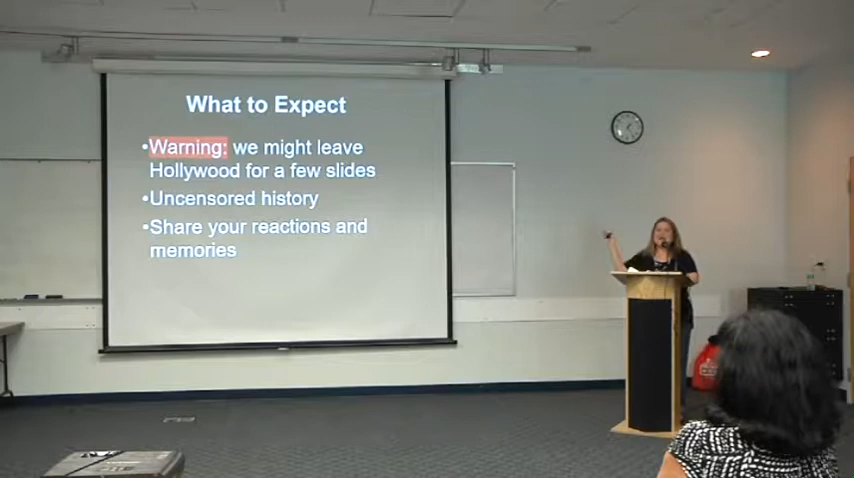 What to Expect
•Warning: we might leave
Hollywood for a few slides
•Uncensored history
•Share your reactions and
memories